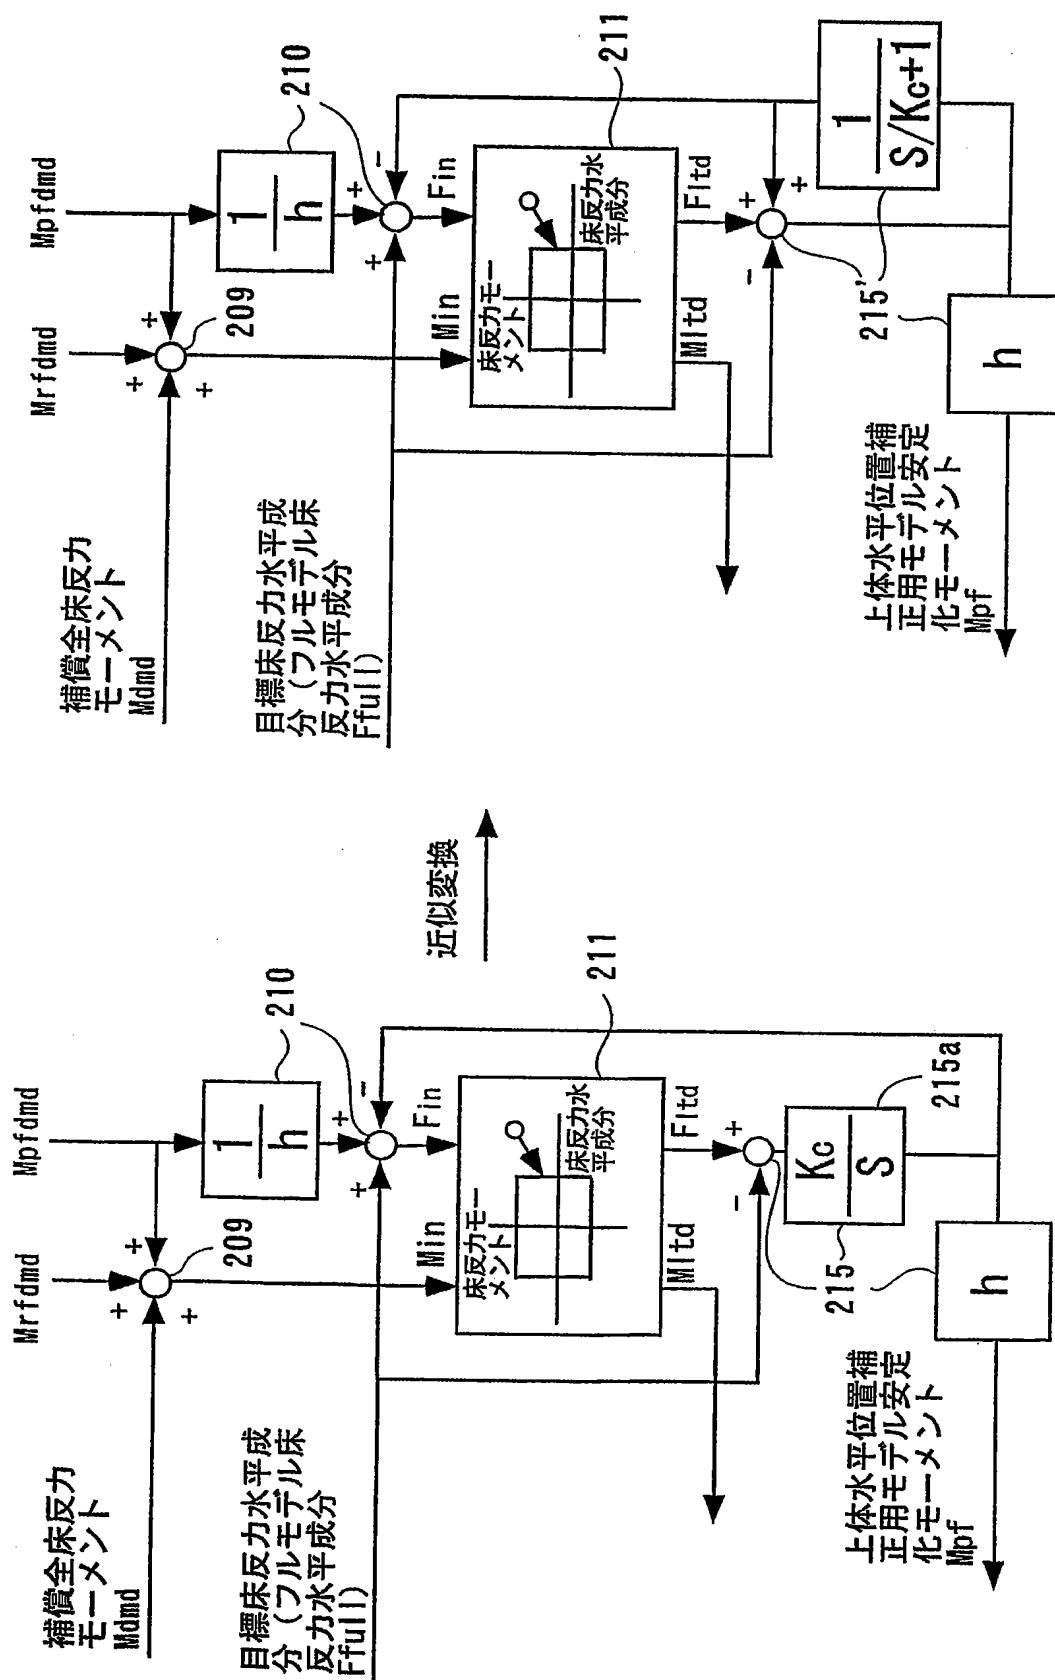 Mrfdmd
Mpfdmd
補償全床反力
モーメント
Mdmd
+
+
+
209
1
h
210
+
+
-
目標床反力水平成
分（フルモデル床
反力水平成分
Ffull)
Min
Fin
床反力モー
メント
床反力水
平成分
211
Mltd
Fltd
-
+
215
Kc
S
215a
h
上体水平位置補
正用モデル安定
化モーメント
Mpf
近似変換
Mrfdmd
Mpfdmd
補償全床反力
モーメント
Mdmd
+
+
+
209
1
h
210
+
+
-
目標床反力水平成
分（フルモデル床
反力水平成分
Ffull)
Min
Fin
床反力モー
メント
床反力水
平成分
211
Mltd
Fltd
-
+
+
215'
1
S/Kc+1
h
上体水平位置補
正用モデル安定
化モーメント
Mpf